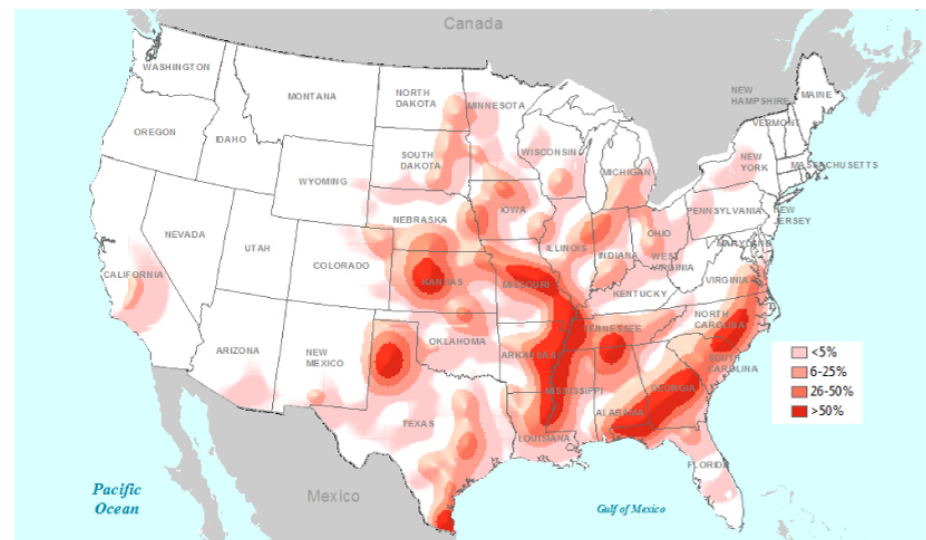 Canada
WASHINGTON
MONTANA
NORTH
DAKOTA
MINNESOTA
MAINE
NEW
HAMPSHIRE
VERMONT
OREGON
IDAHO
SOUTH
DAKOTA
WISCONSIN
MICHIGAN
NEW
YORK
MASSACHUSETTS
WYOMING
IOWA
PENNSYLVANIA
NEW
JERSEY
NEBRASKA
NEVADA
UTAH
COLORADO
ILLINOIS
INDIANA
OHIO
WEST
VIRGINIA
MARYLAND
CALIFORNIA
KANSAS
MISSOURI
KENTUCKY
VIRGINIA
ARIZONA
NEW
MEXICO
OKLAHOMA
ARKANSAS
TENNESSEE
NORTH
CAROLINA
SOUTH
CAROLINA
<5%
6-25%
26-50%
>50%
TEXAS
LOUISIANA
MISSISSIPPI
ALABAMA
GEORGIA
FLORID
Pacific
Ocean
Mexico
Gulf of Mexico